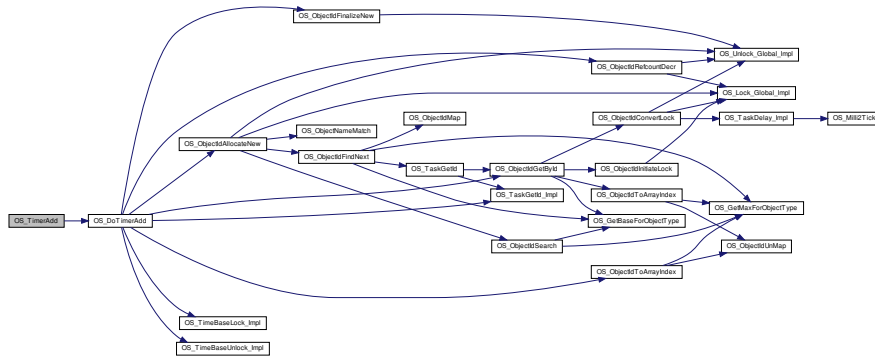 OS_ObjectIdFinalizeNew
OS_Unlock_Global_Impl
OS_ObjectIdRefcountDecr
OS_Lock_Global_Impl
OS_ObjectIdMap
OS_ObjectIdConvertLock
OS_TaskDelay_Impl
OS_Milli2Tick
OS_ObjectNameMatch
OS_ObjectIdAllocateNew
OS_ObjectIdFindNext
OS_TaskGetId
OS_ObjectIdGetById
OS_ObjectIdInitiateLock
OS_TaskGetId_Impl
OS_ObjectIdToArrayIndex
OS_GetMaxForObjectType
OS_TimerAdd
OS_DoTimerAdd
OS_GetBaseForObjectType
OS_ObjectIdSearch
OS_ObjectIdUnMap
OS_ObjectIdToArrayIndex
OS_TimeBaseLock_Impl
OS_TimeBaseUnlock_Impl